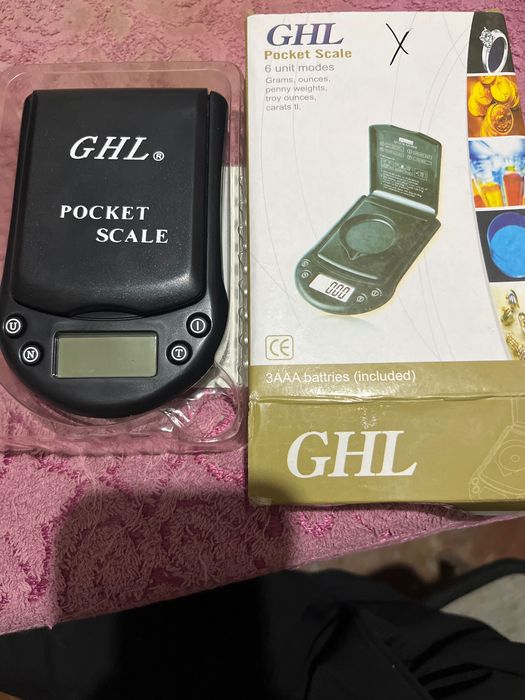 GHL®
POCKET
SCALE
U
I
N
T
GHL
X
Pocket Scale
6 unit modes
Grams, ounces,
penny weights,
troy ounces,
carats tl.
000
CE
3AAA battries (included)
GHL